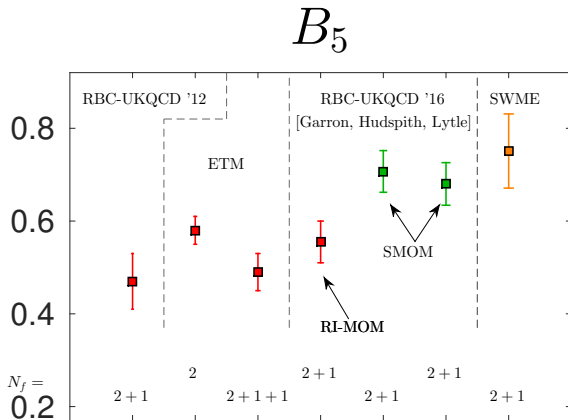 B5
RBC-UKQCD '12
RBC-UKQCD '16
SWME
[Garron, Hudspith, Lytle]
0.8
ETM
0.6
SMOM
RI-MOM
0.4
N_f =
2 + 1
2
2 + 1 + 1
2 + 1
2 + 1
2 + 1
2 + 1
0.2